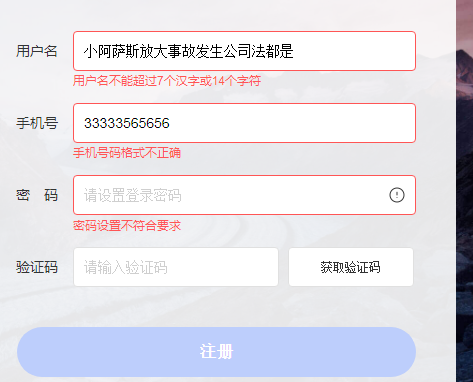 用户名 小阿萨斯放大事故发生公司法都是
用户名不能超过7个汉字或14个字符
手机号 33333565656
手机号码格式不正确
密 码 请设置登录密码
密码设置不符合要求
验证码 请输入验证码 获取验证码
注册